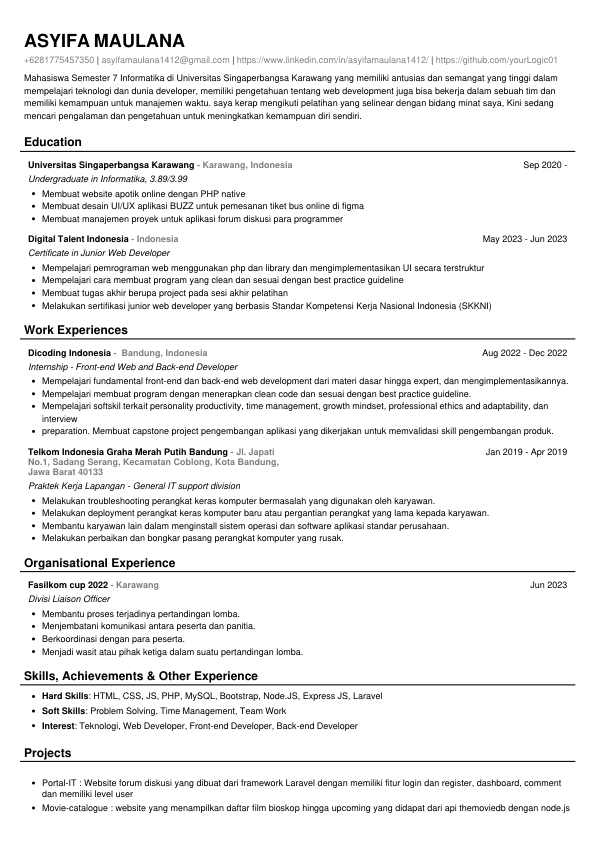 ASYIFA MAULANA
+6281775457350 | asyifamaulana1412@gmail.com | https://www.linkedin.com/in/asyifamaulana1412/ | https://github.com/yourLogic01
Mahasiswa Semester 7 Informatika di Universitas Singaperbangsa Karawang yang memiliki antusias dan semangat yang tinggi dalam
mempelajari teknologi dan dunia developer, memiliki pengetahuan tentang web development juga bisa bekerja dalam sebuah tim dan
memiliki kemampuan untuk manajemen waktu. saya kerap mengikuti pelatihan yang selinear dengan bidang minat saya, Kini sedang
mencari pengalaman dan pengetahuan untuk meningkatkan kemampuan diri sendiri.
Education
Universitas Singaperbangsa Karawang - Karawang, Indonesia Sep 2020 -
Undergraduate in Informatika, 3.89/3.99
• Membuat website apotik online dengan PHP native
• Membuat desain UI/UX aplikasi BUZZ untuk pemesanan tiket bus online di figma
• Membuat manajemen proyek untuk aplikasi forum diskusi para programmer
Digital Talent Indonesia - Indonesia May 2023 - Jun 2023
Certificate in Junior Web Developer
• Mempelajari pemrograman web menggunakan php dan library dan mengimplementasikan UI secara terstruktur
• Mempelajari cara membuat program yang clean dan sesuai dengan best practice guideline
• Membuat tugas akhir berupa project pada sesi akhir pelatihan
• Melakukan sertifikasi junior web developer yang berbasis Standar Kompetensi Kerja Nasional Indonesia (SKKNI)
Work Experiences
Dicoding Indonesia - Bandung, Indonesia Aug 2022 - Dec 2022
Internship - Front-end Web and Back-end Developer
• Mempelajari fundamental front-end dan back-end web development dari materi dasar hingga expert, dan mengimplementasikannya.
• Mempelajari membuat program dengan menerapkan clean code dan sesuai dengan best practice guideline.
• Mempelajari softskil terkait personality productivity, time management, growth mindset, professional ethics and adaptability, dan
interview
• preparation. Membuat capstone project pengembangan aplikasi yang dikerjakan untuk memvalidasi skill pengembangan produk.
Telkom Indonesia Graha Merah Putih Bandung - Jl. Japati Jan 2019 - Apr 2019
No.1, Sadang Serang, Kecamatan Coblong, Kota Bandung,
Jawa Barat 40133
Praktek Kerja Lapangan - General IT support division
• Melakukan troubleshooting perangkat keras komputer bermasalah yang digunakan oleh karyawan.
• Melakukan deployment perangkat keras komputer baru atau pergantian perangkat yang lama kepada karyawan.
• Membantu karyawan lain dalam menginstall sistem operasi dan software aplikasi standar perusahaan.
• Melakukan perbaikan dan bongkar pasang perangkat komputer yang rusak.
Organisational Experience
Fasilkom cup 2022 - Karawang Jun 2023
Divisi Liaison Officer
• Membantu proses terjadinya pertandingan lomba.
• Menjembatani komunikasi antara peserta dan panitia.
• Berkoordinasi dengan para peserta.
• Menjadi wasit atau pihak ketiga dalam suatu pertandingan lomba.
Skills, Achievements & Other Experience
• Hard Skills: HTML, CSS, JS, PHP, MySQL, Bootstrap, Node.JS, Express JS, Laravel
• Soft Skills: Problem Solving, Time Management, Team Work
• Interest: Teknologi, Web Developer, Front-end Developer, Back-end Developer
Projects
• Portal-IT : Website forum diskusi yang dibuat dari framework Laravel dengan memiliki fitur login dan register, dashboard, comment
dan memiliki level user
• Movie-catalogue : website yang menampilkan daftar film bioskop hingga upcoming yang didapat dari api themoviedb dengan node.js